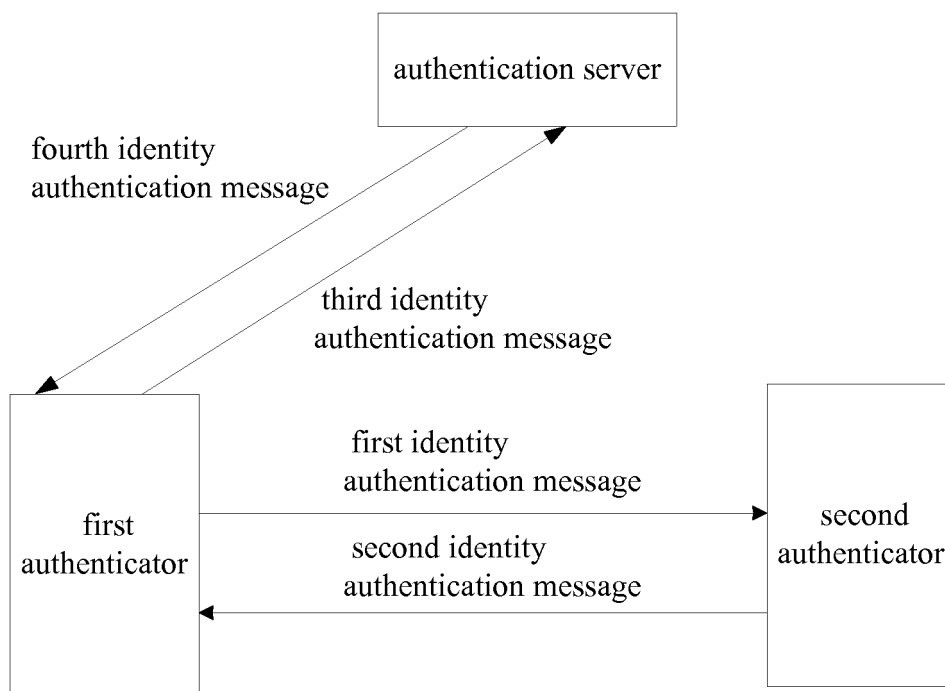 authentication server
fourth identity
authentication message
third identity
authentication message
first identity
authentication message
first
authenticator
second
authenticator
second identity
authentication message